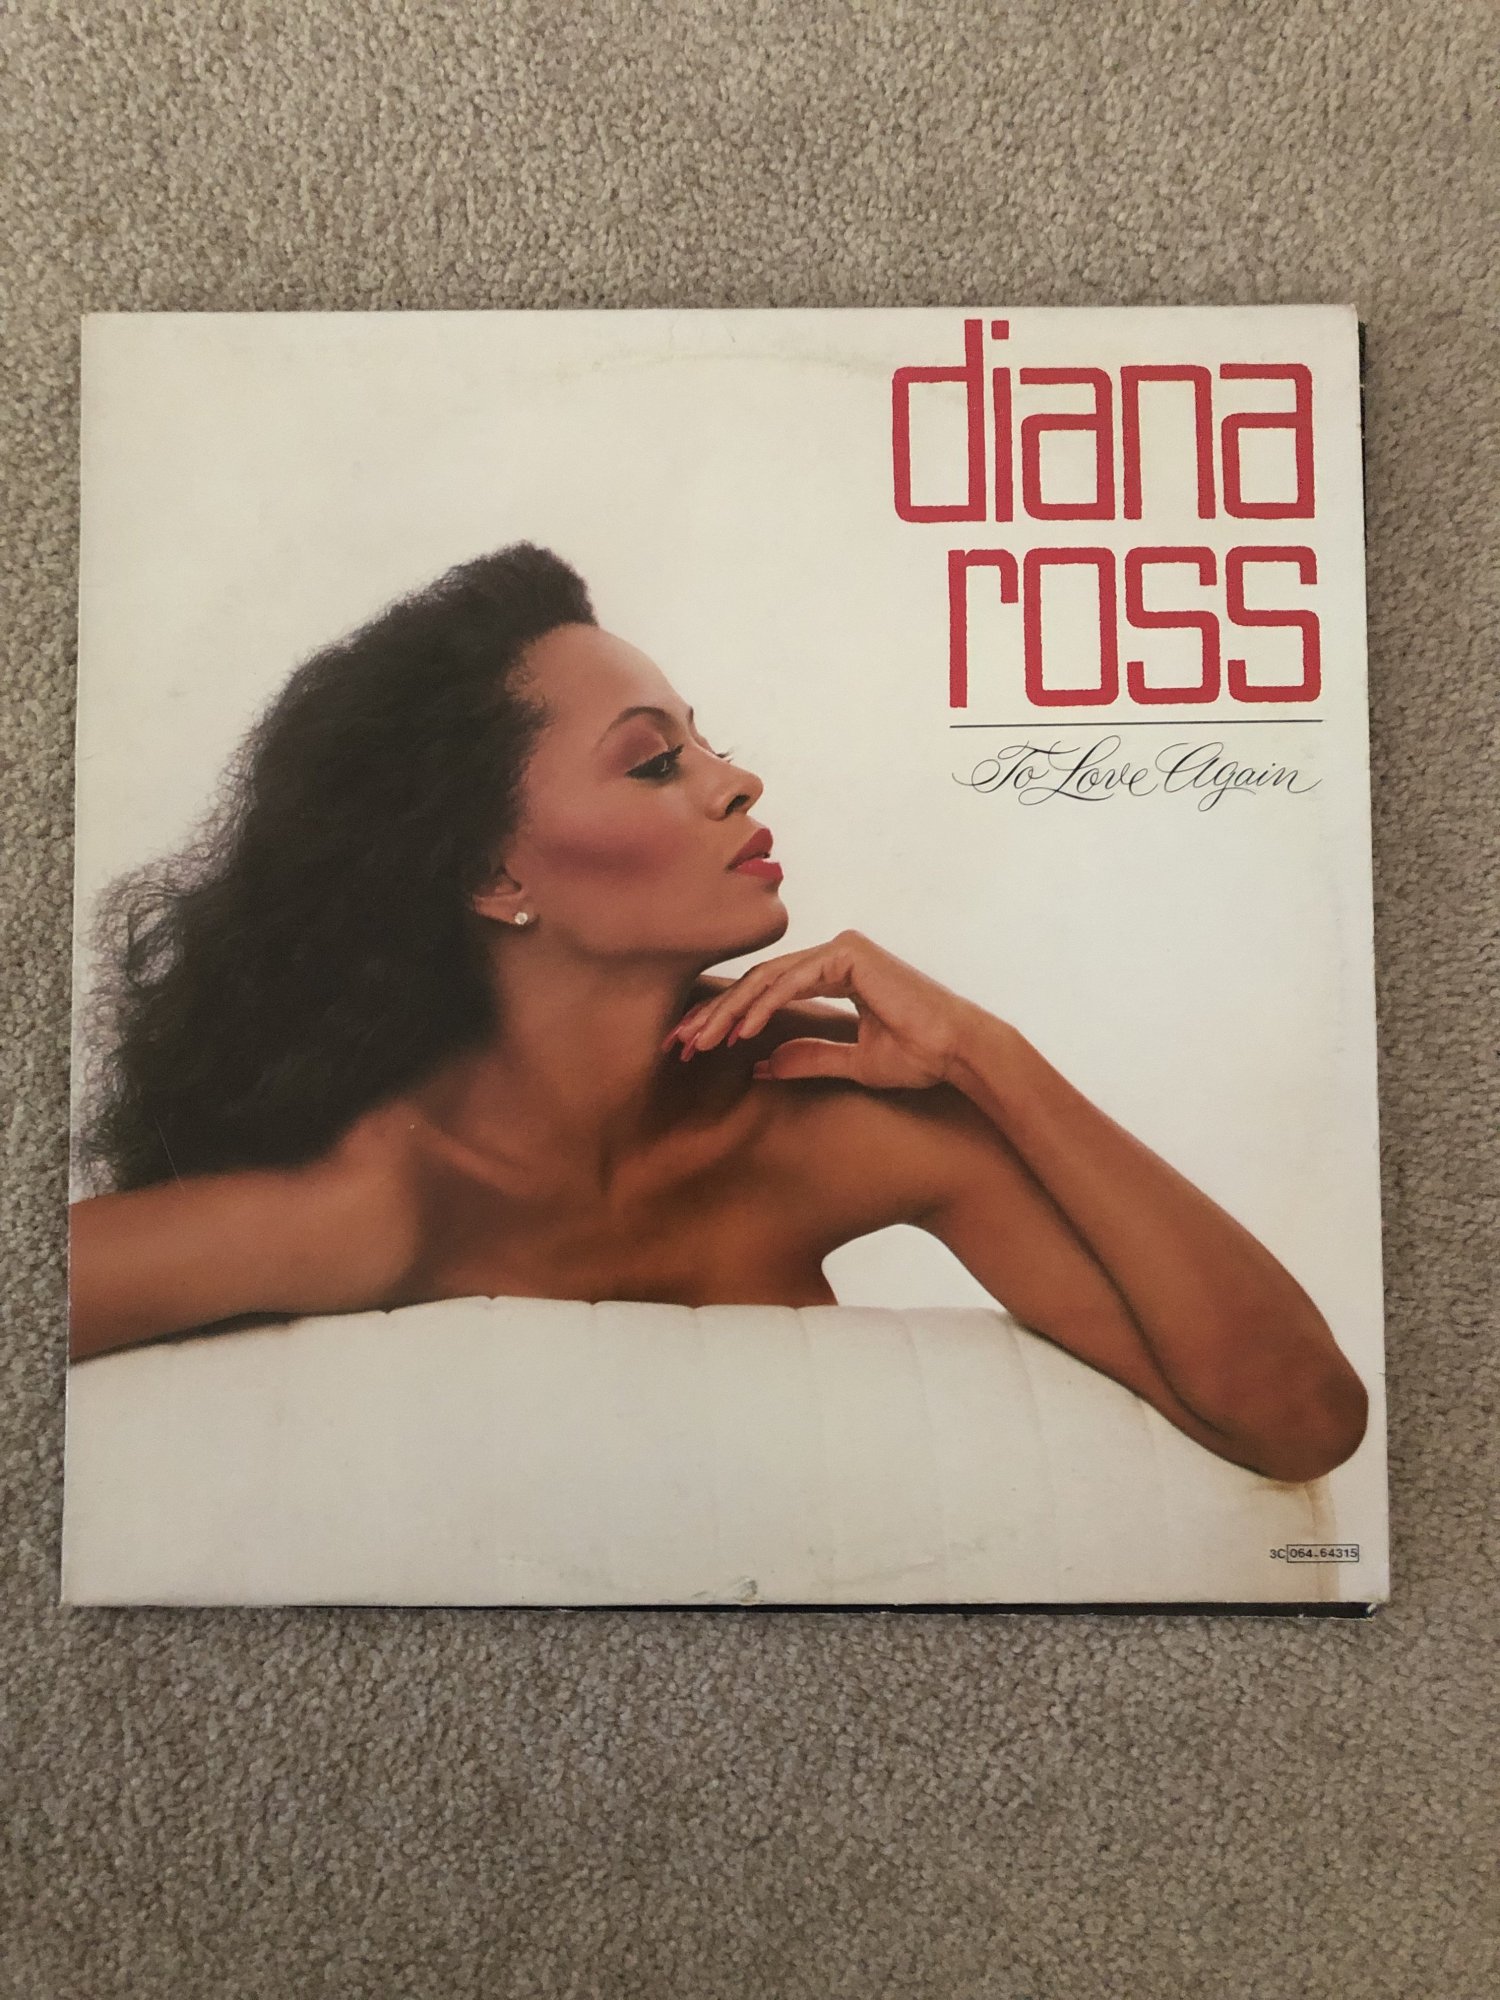 diana
ross
To Love Again
3C 064-64315